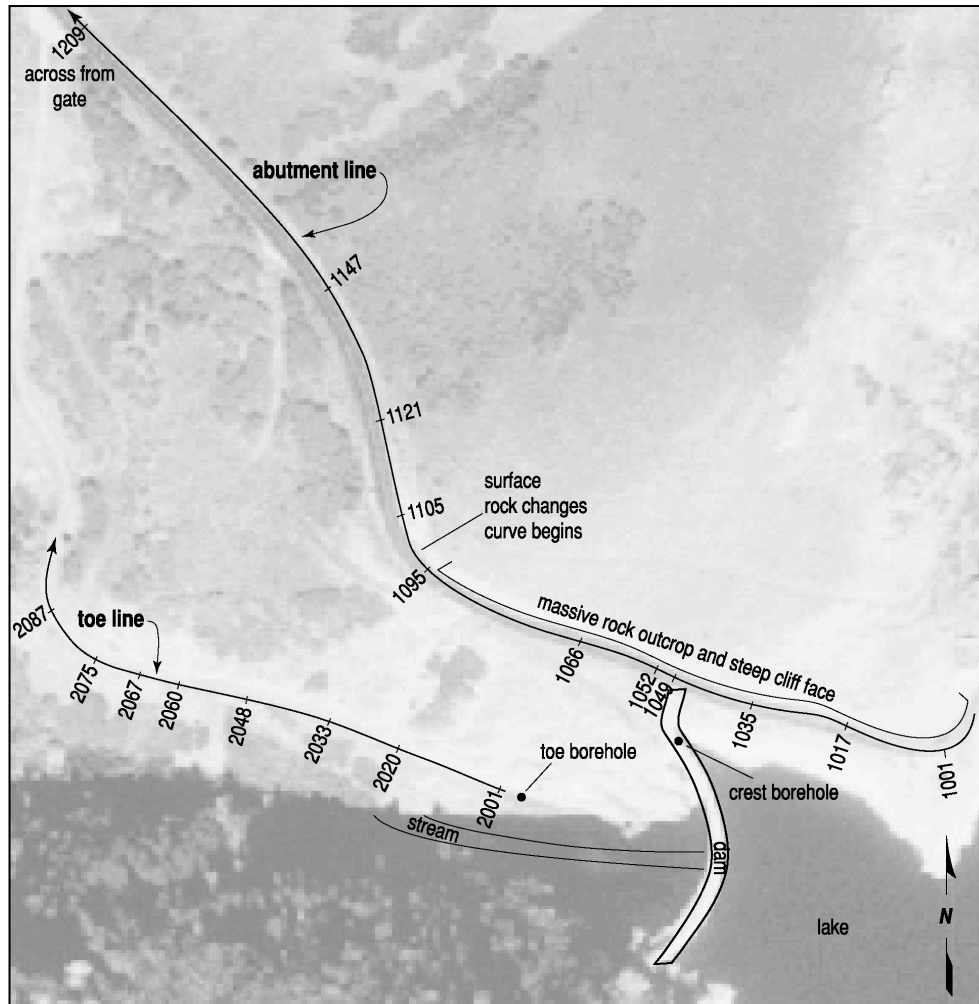 1209
across from
gate
abutment line
1147
1121
1105
surface
rock changes
curve begins
1095
massive rock outcrop and steep cliff face
1066
1052
1049
1035
1017
1001
2087
toe line
2075
2067
2060
2048
2033
2020
2001
toe borehole
crest borehole
stream
dam
lake
N